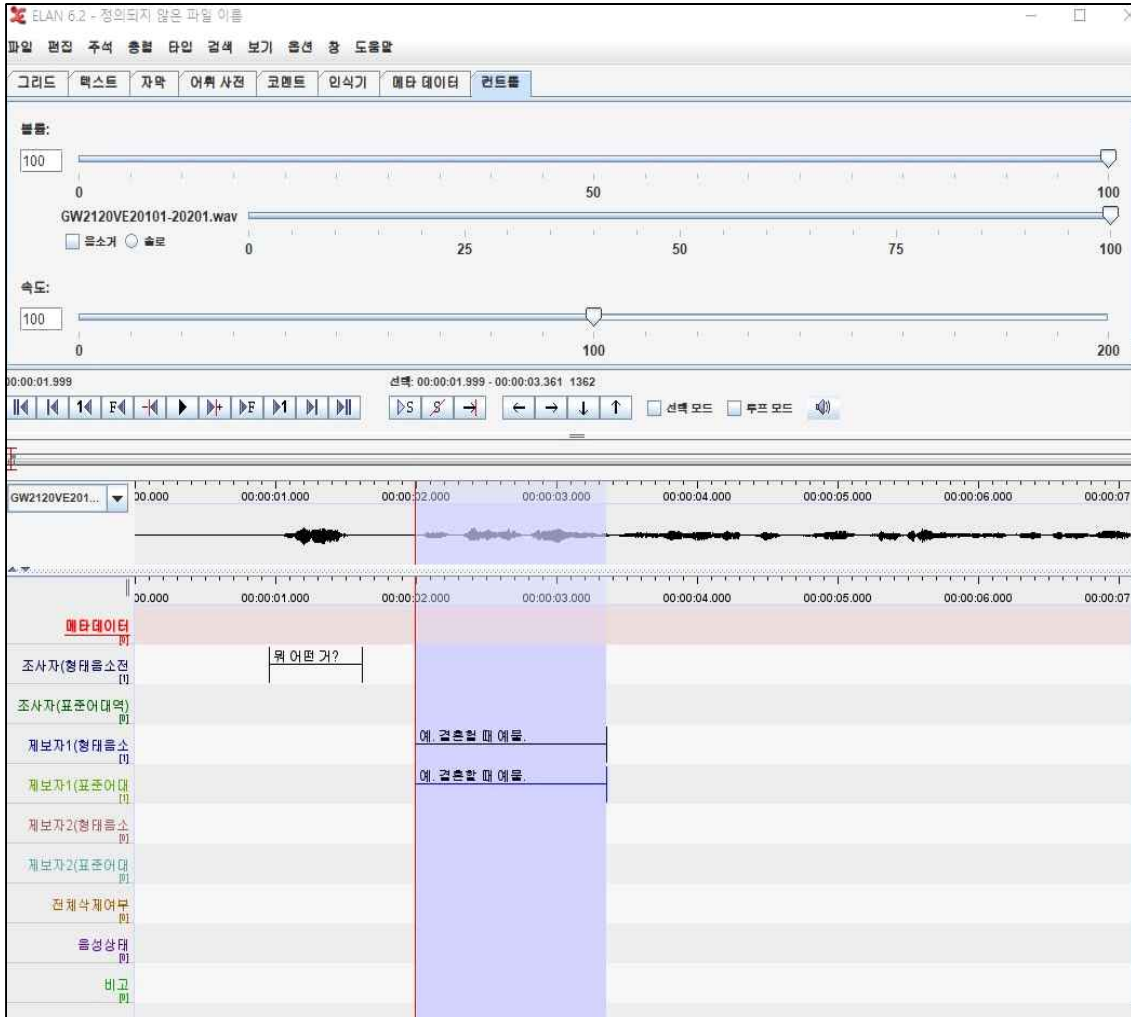 ELAN 6.2 - 정의되지 않은 파일 이름
파일 편집 주석 층렬 타입 검색 보기 옵션 창 도움말
그리드 텍스트 자막 어휘 사전 코멘트 인식기 메타 데이터 컨트롤
볼륨:
100
0 50 100
GW2120VE20101-20201.wav
음소거 솔로
0 25 50 75 100
속도:
100
0 100 200
00:00:01.999 선택: 00:00:01.999 - 00:00:03.361 1362
1 F + F 1 S S 선택 모드 루프 모드
GW2120VE201... 00.000 00:00:01.000 00:00:02.000 00:00:03.000 00:00:04.000 00:00:05.000 00:00:06.000 00:00:07
00.000 00:00:01.000 00:00:02.000 00:00:03.000 00:00:04.000 00:00:05.000 00:00:06.000 00:00:07
메타데이터
[0]
조사자(형태음소전 뭐 어떤 거?
[1]
조사자(표준어대역)
[0]
제보자1(형태음소 예. 결혼헐 때 예물.
[1]
제보자1(표준어대 예. 결혼할 때 예물.
[1]
제보자2(형태음소
[0]
제보자2(표준어대
[0]
전체삭제여부
[0]
음성상태
[0]
비고
[0]